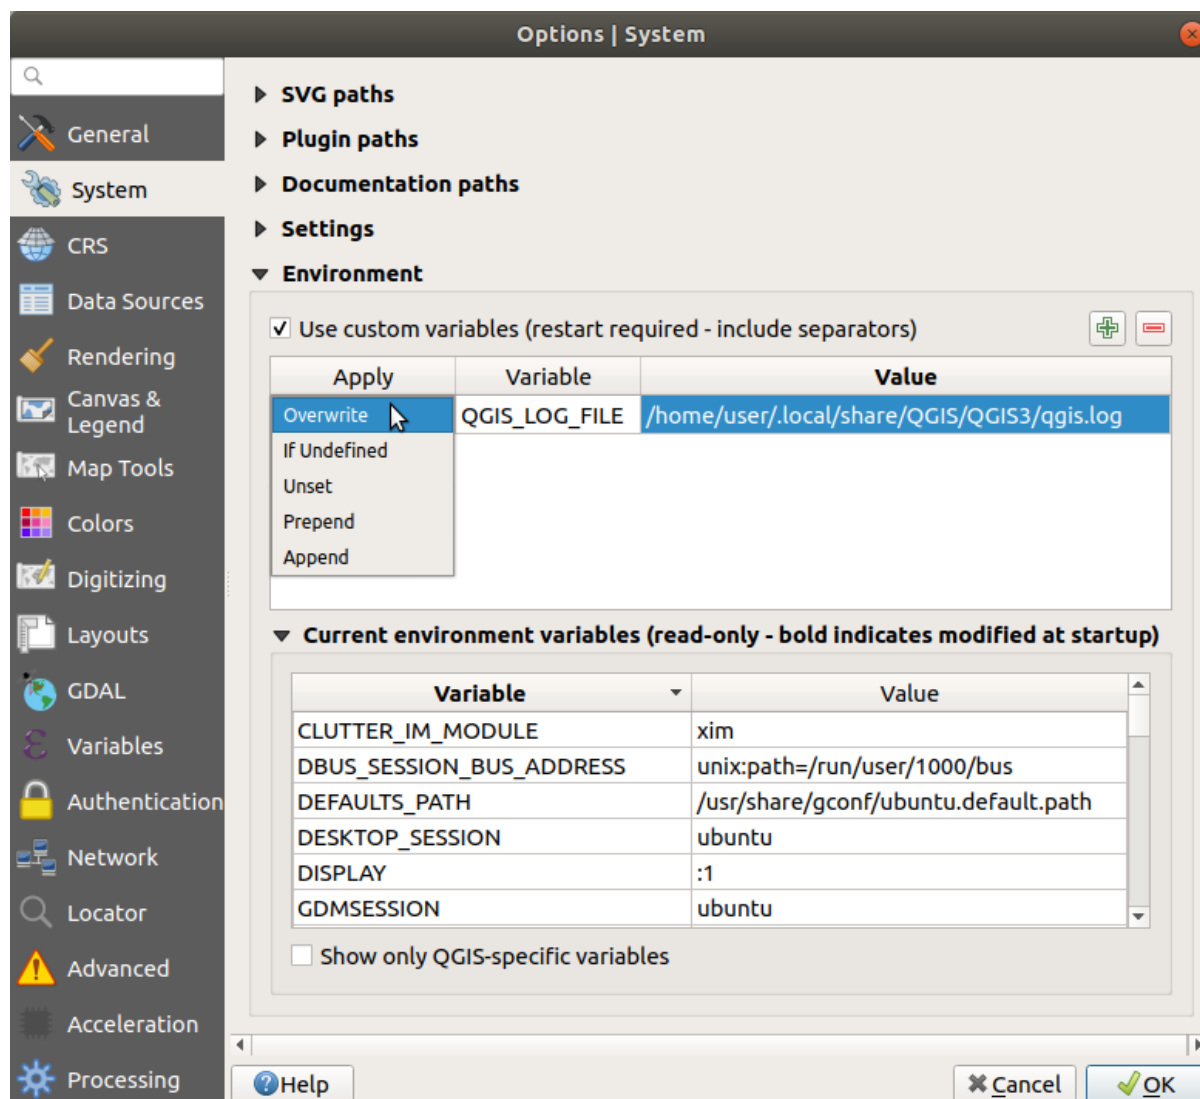 Options | System
General
System
CRS
Data Sources
Rendering
Canvas &
Legend
Map Tools
Colors
Digitizing
Layouts
GDAL
Variables
Authentication
Network
Locator
Advanced
Acceleration
Processing
SVG paths
Plugin paths
Documentation paths
Settings
Environment
Use custom variables (restart required - include separators)
Apply Variable Value
Overwrite QGIS_LOG_FILE /home/user/.local/share/QGIS/QGIS3/qgis.log
If Undefined
Unset
Prepend
Append
Current environment variables (read-only - bold indicates modified at startup)
Variable Value
CLUTTER_IM_MODULE xim
DBUS_SESSION_BUS_ADDRESS unix:path=/run/user/1000/bus
DEFAULTS_PATH /usr/share/gconf/ubuntu.default.path
DESKTOP_SESSION ubuntu
DISPLAY :1
GDMSESSION ubuntu
Show only QGIS-specific variables
Help Cancel OK